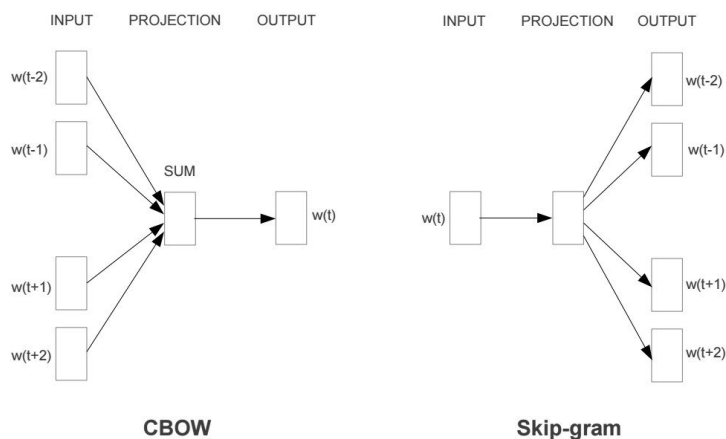 INPUT PROJECTION OUTPUT
w(t-2)
w(t-1)
SUM
w(t)
w(t+1)
w(t+2)
CBOW
INPUT PROJECTION OUTPUT
w(t-2)
w(t-1)
w(t)
w(t+1)
w(t+2)
Skip-gram